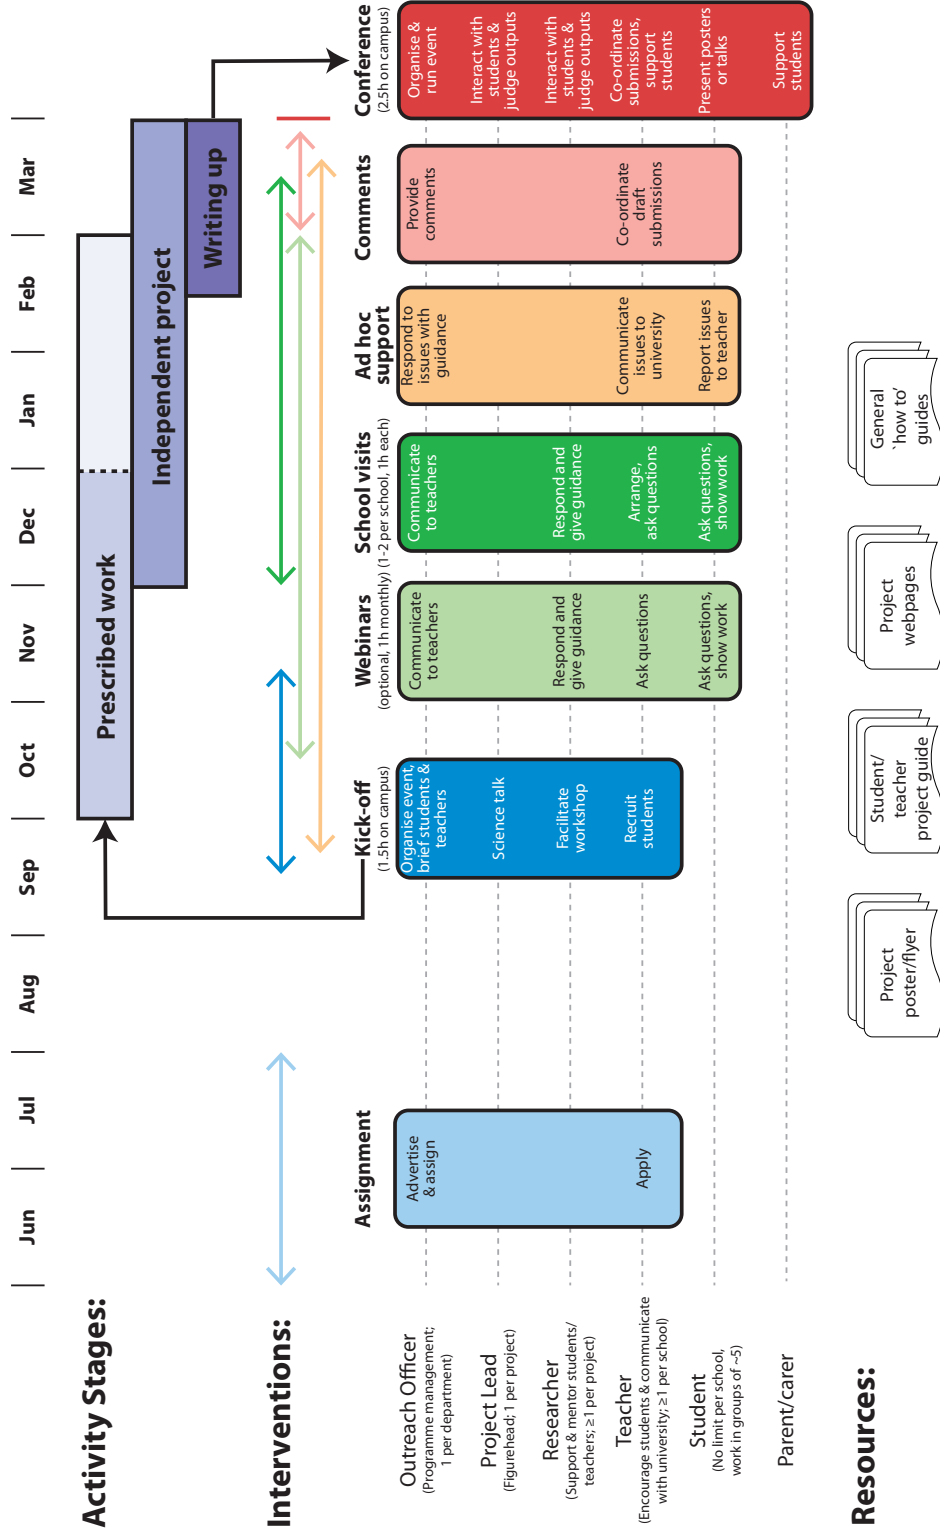 Jun
Jul
Aug
Sep
Oct
Nov
Dec
Jan
Feb
Mar
Activity Stages:
Prescribed work
Independent project
Writing up
Interventions:
Assignment
Kick-off
(1.5h on campus)
Webinars
(optional, 1h monthly)
School visits
(1-2 per school, 1h each)
Ad hoc
support
Comments
Conference
(2.5h on campus)
Outreach Officer
(Programme management;
1 per department)
Advertise
& assign
Organise event,
brief students &
teachers
Communicate
to teachers
Communicate
to teachers
Respond to
issues with
guidance
Provide
comments
Organise &
run event
Project Lead
(Figurehead; 1 per project)
Science talk
Interact with
students &
judge outputs
Researcher
(Support & mentor students/
teachers; ≥1 per project)
Facilitate
workshop
Respond and
give guidance
Respond and
give guidance
Interact with
students &
judge outputs
Teacher
(Encourage students & communicate
with university; ≥1 per school)
Apply
Recruit
students
Ask questions
Arrange,
ask questions
Communicate
issues to
university
Co-ordinate
draft
submissions
Co-ordinate
submissions,
support
students
Student
(No limit per school,
work in groups of ~5)
Ask questions,
show work
Ask questions,
show work
Report issues
to teacher
Present posters
or talks
Parent/carer
Support
students
Resources:
Project
poster/flyer
Student/
teacher
project guide
Project
webpages
General
‘how to’
guides